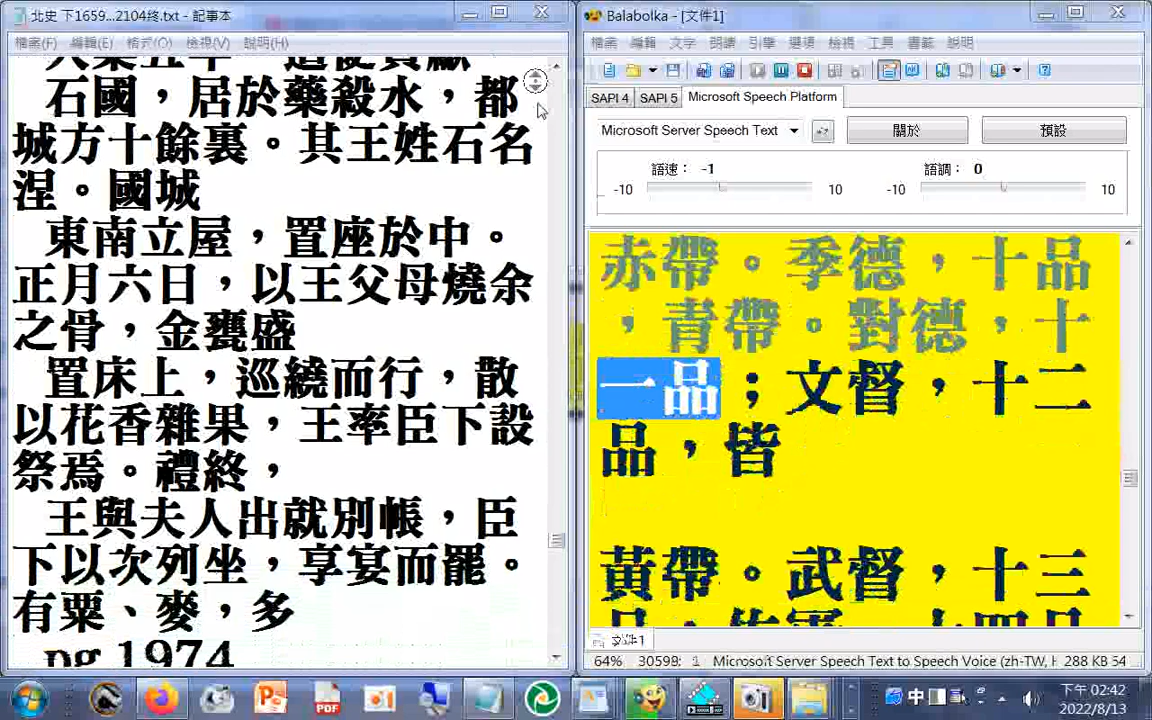 北史 下1659...2104终.txt - 記事本
檔案(F) 編輯(E) 格式(O) 檢視(V) 說明(H)
石國，居於藥殺水，都
城方十餘裏。其王姓石名
涅。國城
東南立屋，置座於中。
正月六日，以王父母燒余
之骨，金甕盛
置床上，巡繞而行，散
以花香雜果，王率臣下設
祭焉。禮終，
王與夫人出就別帳，臣
下以次列坐，享宴而罷。
有粟、麥，多
pg 1974
Balabolka - [文件1]
檔案 編輯 文字 朗讀 引擎 選項 檢視 工具 書籤 說明
SAPI 4 SAPI 5 Microsoft Speech Platform
Microsoft Server Speech Text 關於 預設
語速： -1 語調： 0
-10 10 -10 10
赤帶。季德，十品
，青帶。對德，十
一品；文督，十二
品，皆
黃帶。武督，十三
品，佐軍，十四品
文件1
64% 30598: 1 Microsoft Server Speech Text to Speech Voice (zh-TW, H 288 KB 54
PDF
中
下午 02:42
2022/8/13